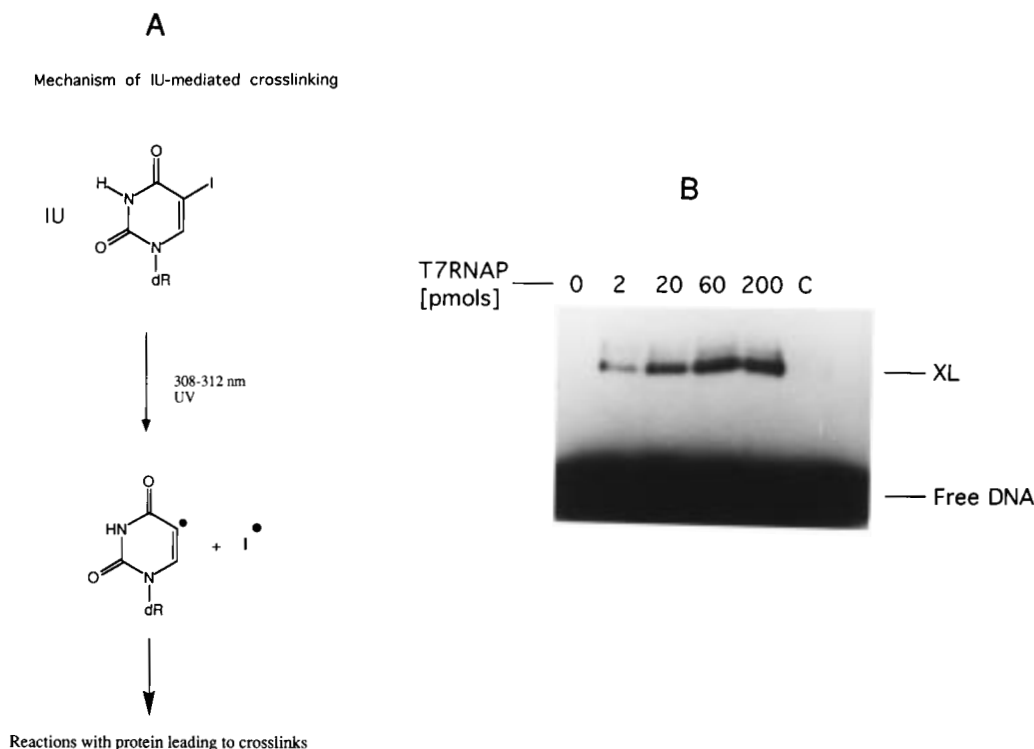 A
Mechanism of IU-mediated crosslinking
O
H
N
I
IU
O
N
dR
308-312 nm
UV
O
HN
O
N
dR
+ I
Reactions with protein leading to crosslinks
B
T7RNAP
[pmols]
0 2 20 60 200 C
XL
Free DNA